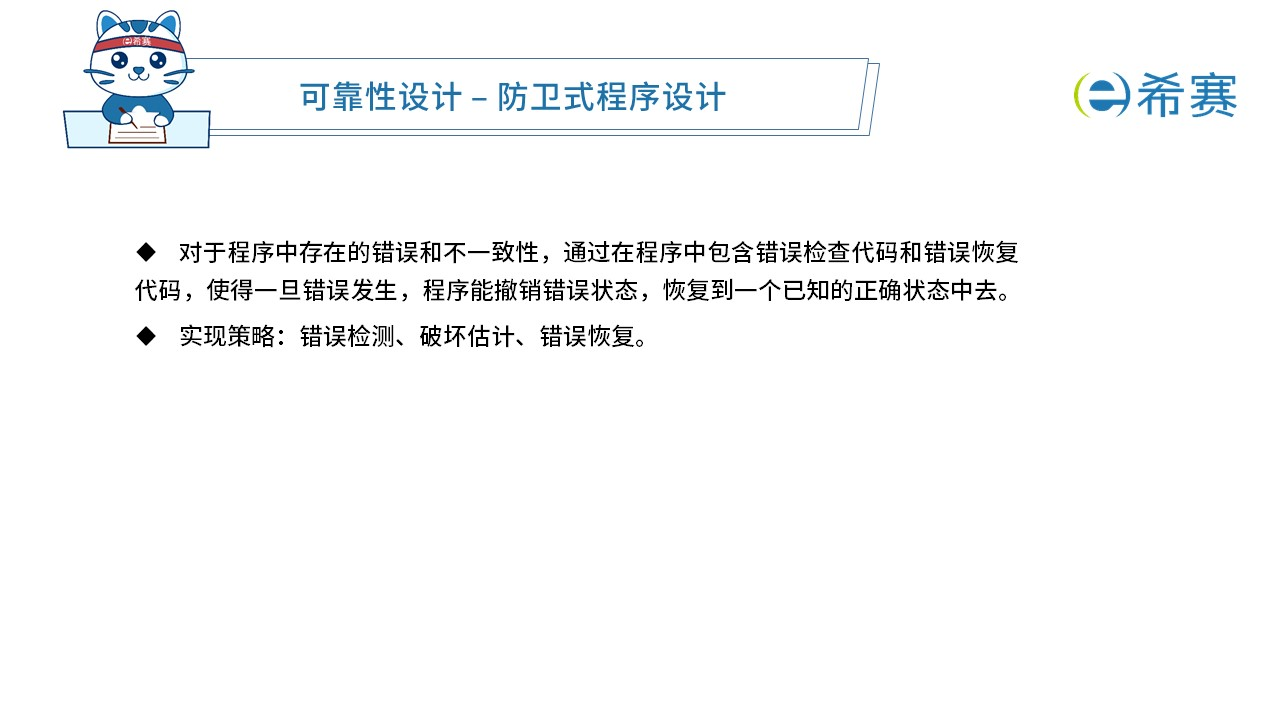 希赛
可靠性设计 – 防卫式程序设计
希赛
◆ 对于程序中存在的错误和不一致性，通过在程序中包含错误检查代码和错误恢复
代码，使得一旦错误发生，程序能撤销错误状态，恢复到一个已知的正确状态中去。
◆ 实现策略：错误检测、破坏估计、错误恢复。